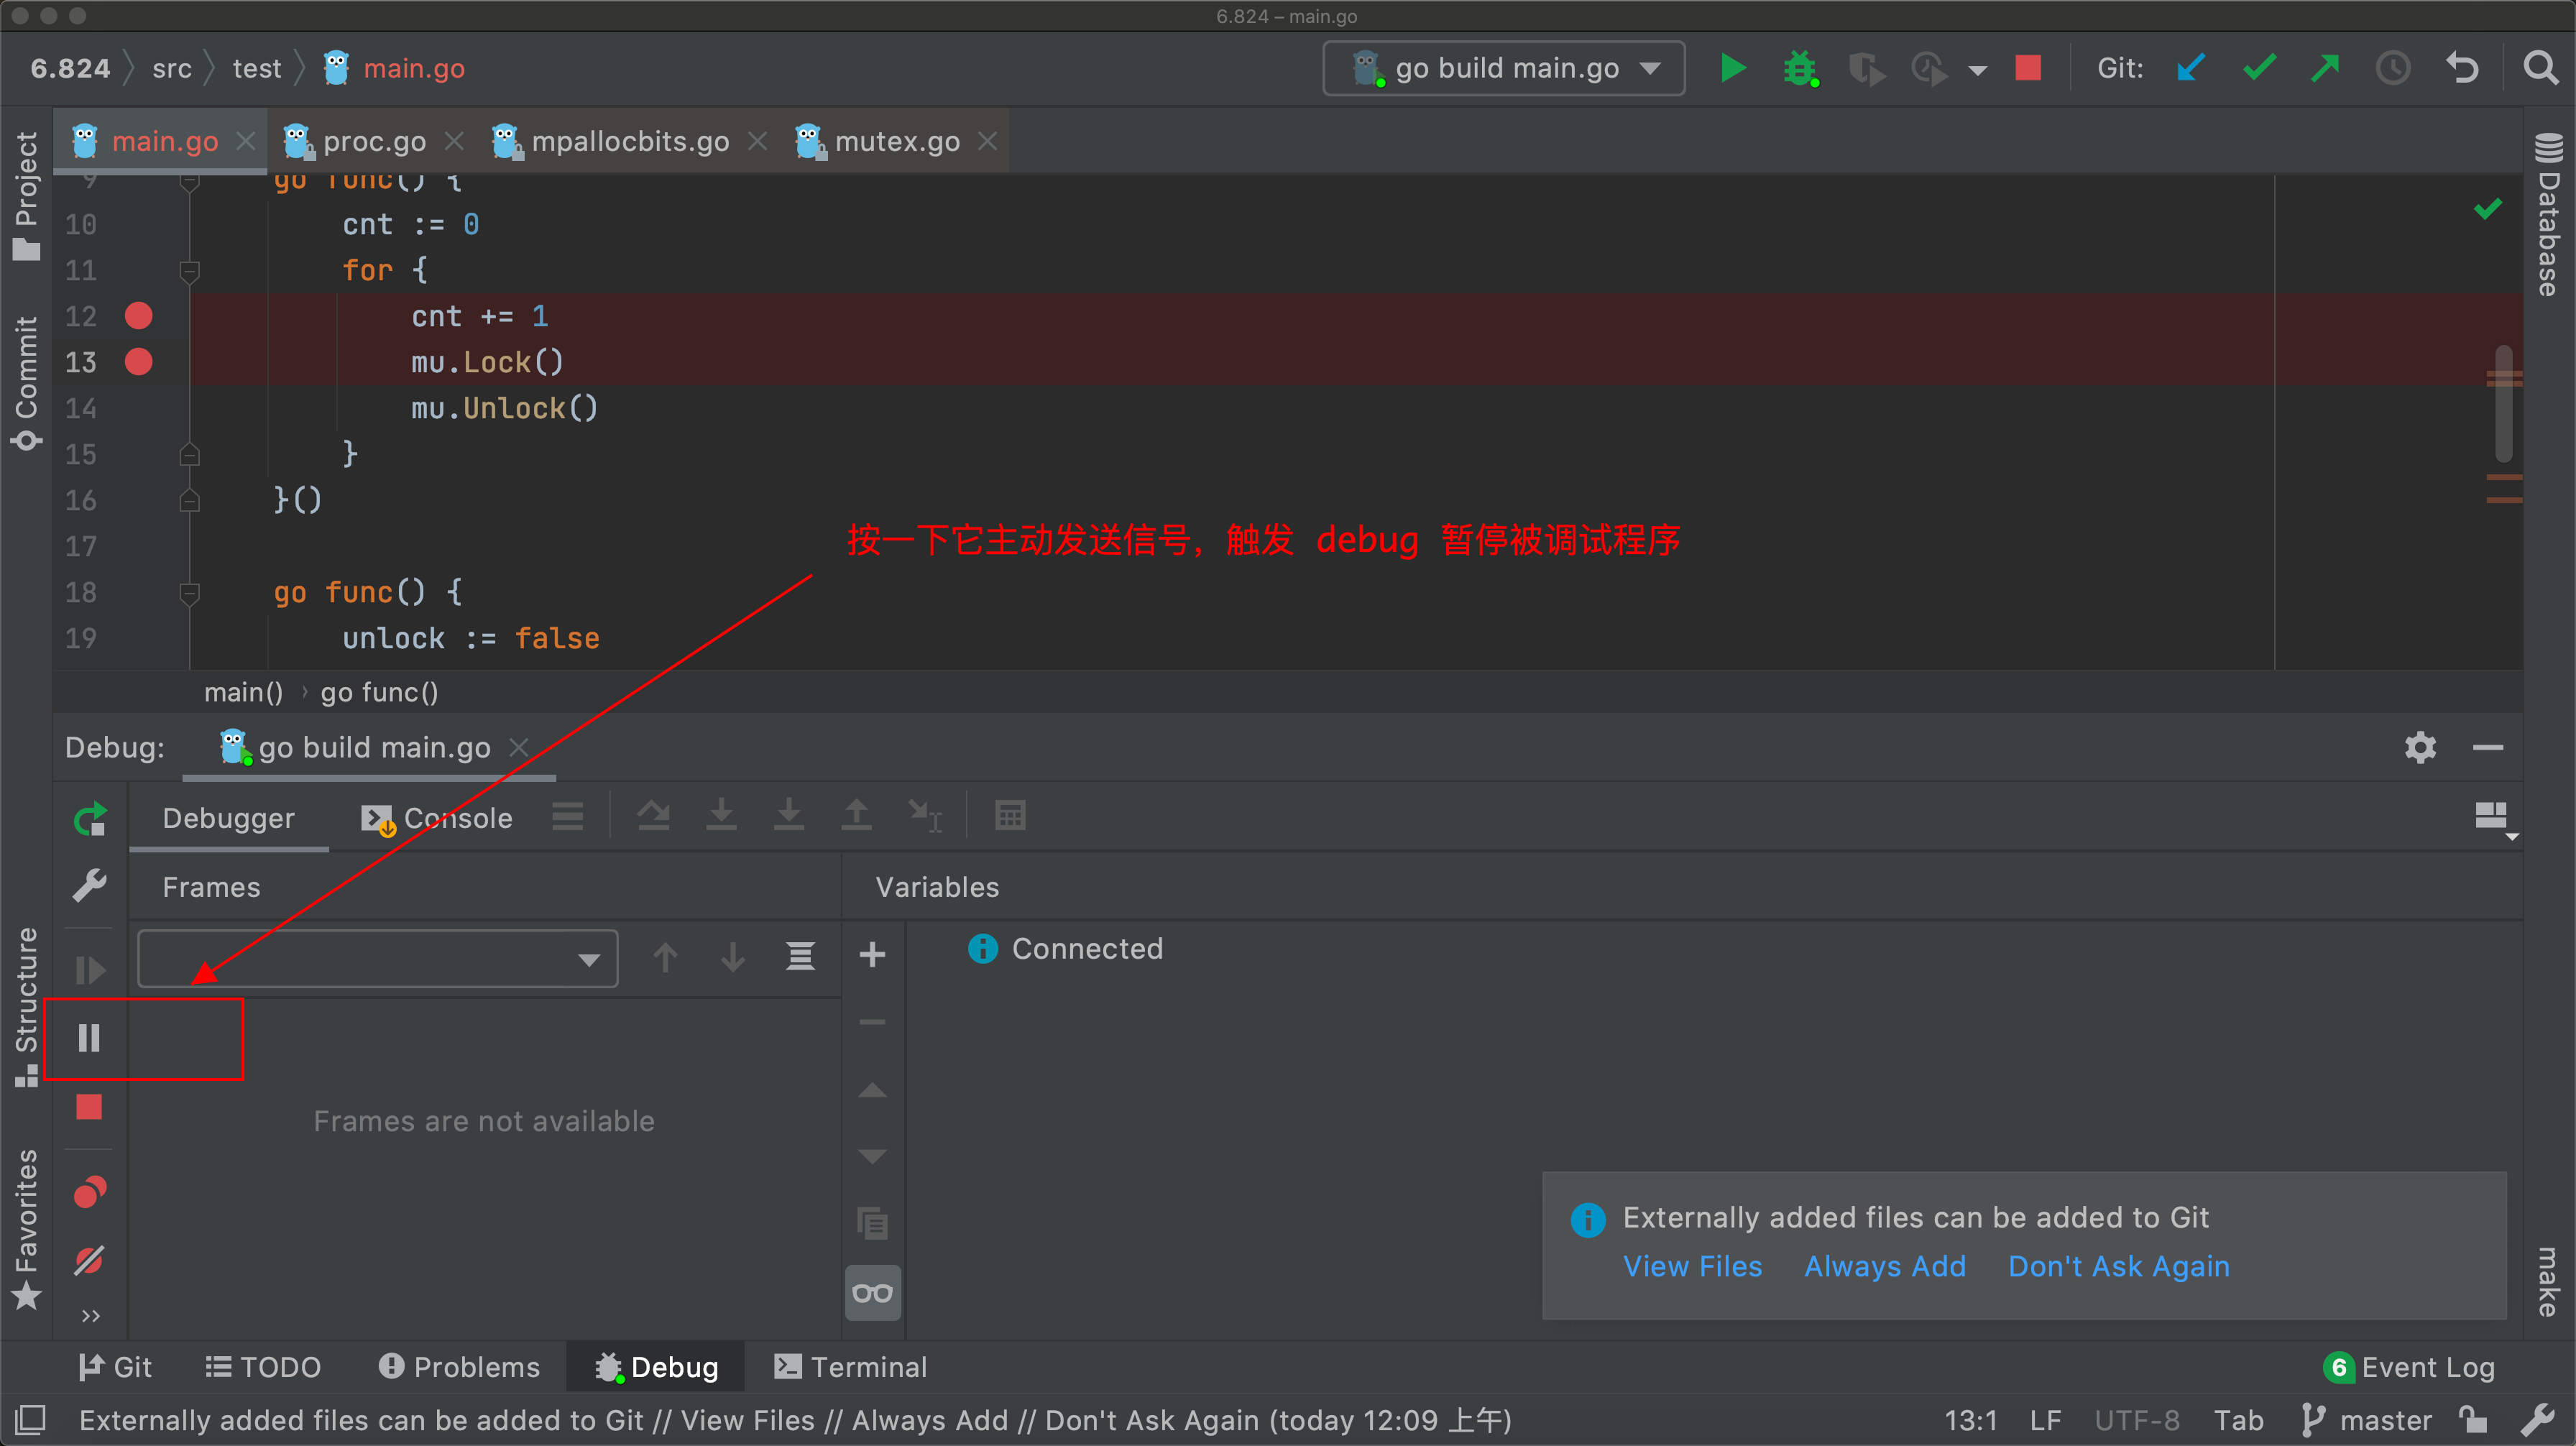 6.824 – main.go
6.824 src test main.go go build main.go Git:
main.go proc.go mpallocbits.go mutex.go
Project
Commit
Structure
Favorites
Database
make
9 go func() {
10 cnt := 0
11 for {
12 cnt += 1
13 mu.Lock()
14 mu.Unlock()
15 }
16 }()
17
按一下它主动发送信号，触发 debug 暂停被调试程序
18 go func() {
19 unlock := false
main() › go func()
Debug: go build main.go
Debugger Console
Frames Variables
Connected
Frames are not available
Externally added files can be added to Git
View Files Always Add Don't Ask Again
Git TODO Problems Debug Terminal 6 Event Log
Externally added files can be added to Git // View Files // Always Add // Don't Ask Again (today 12:09 上午) 13:1 LF UTF-8 Tab master